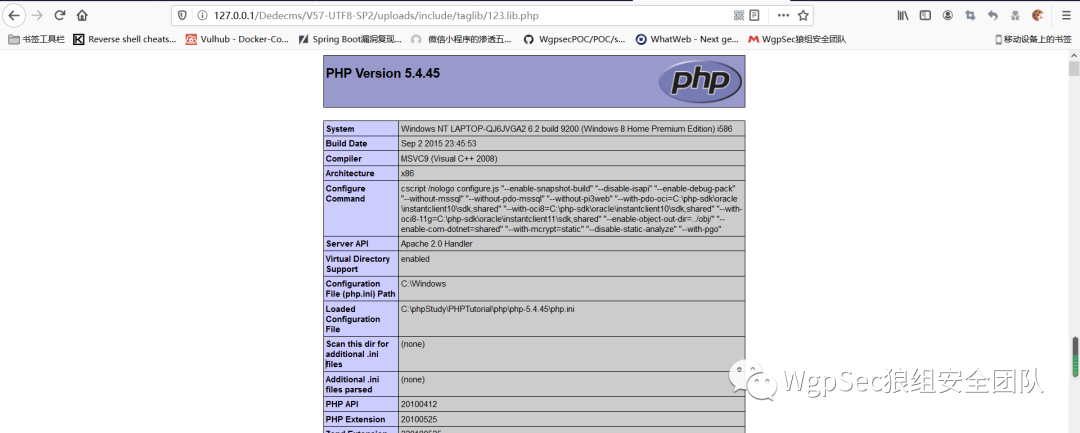 127.0.0.1/Dedecms/V57-UTF8-SP2/uploads/include/taglib/123.lib.php
书签工具栏 Reverse shell cheats... Vulhub - Docker-Co... Spring Boot漏洞复现... 微信小程序的渗透五... WgpsecPOC/POC/s... WhatWeb - Next ge... WgpSec狼组安全团队 移动设备上的书签
PHP Version 5.4.45
php
System Windows NT LAPTOP-QJ6JVGA2 6.2 build 9200 (Windows 8 Home Premium Edition) i586
Build Date Sep 2 2015 23:45:53
Compiler MSVC9 (Visual C++ 2008)
Architecture x86
Configure Command cscript /nologo configure.js "--enable-snapshot-build" "--disable-isapi" "--enable-debug-pack"
"--without-mssql" "--without-pdo-mssql" "--without-pi3web" "--with-pdo-oci=C:\php-sdk\oracle
\instantclient10\sdk,shared" "--with-oci8=C:\php-sdk\oracle\instantclient10\sdk,shared" "--with-
oci8-11g=C:\php-sdk\oracle\instantclient11\sdk,shared" "--enable-object-out-dir=../obj/" "--
enable-com-dotnet=shared" "--with-mcrypt=static" "--disable-static-analyze" "--with-pgo"
Server API Apache 2.0 Handler
Virtual Directory Support enabled
Configuration File (php.ini) Path C:\Windows
Loaded Configuration File C:\phpStudy\PHPTutorial\php\php-5.4.45\php.ini
Scan this dir for additional .ini files (none)
Additional .ini files parsed (none)
PHP API 20100412
PHP Extension 20100525
WgpSec狼组安全团队